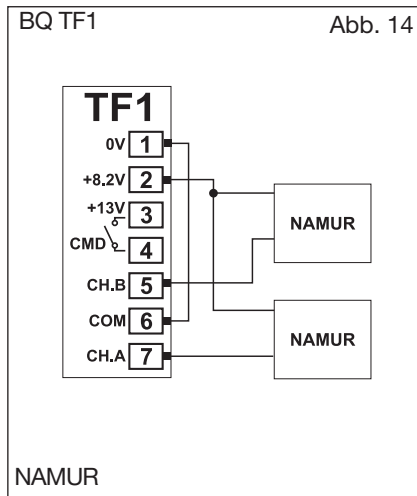 BQ TF1
Abb. 14
TF1
0V 1
+8.2V 2
+13V 3
CMD 4
CH.B 5
COM 6
CH.A 7
NAMUR
NAMUR
NAMUR